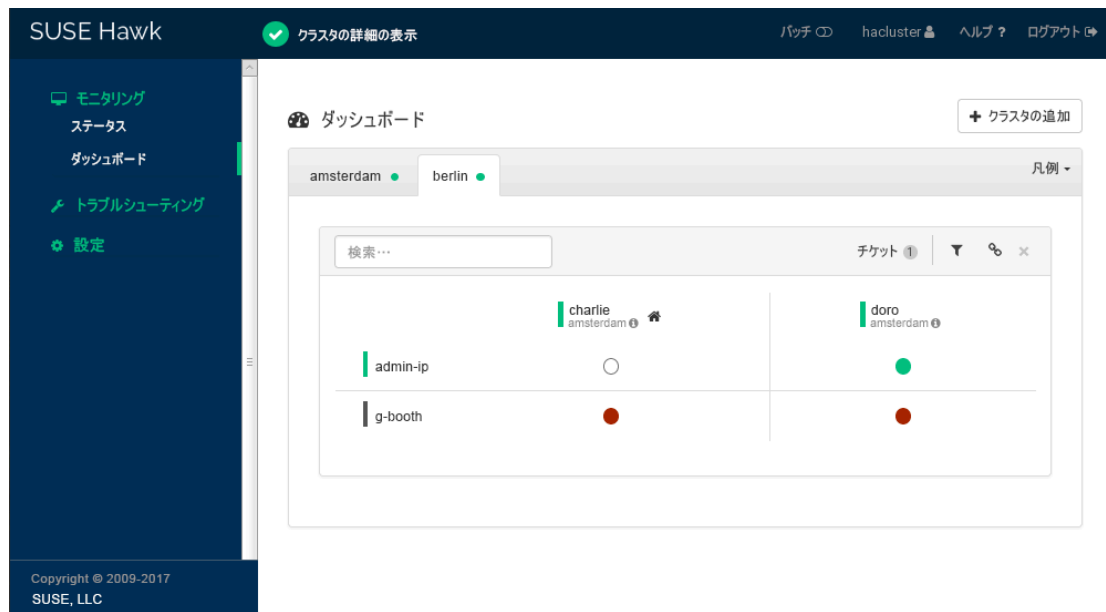 SUSE Hawk
クラスタの詳細の表示
バッチ
hacluster
ヘルプ ?
ログアウト
モニタリング
ステータス
ダッシュボード
トラブルシューティング
設定
ダッシュボード
+ クラスタの追加
amsterdam
berlin
凡例
検索…
チケット 1
charlie
amsterdam
doro
amsterdam
admin-ip
g-booth
Copyright © 2009-2017
SUSE, LLC